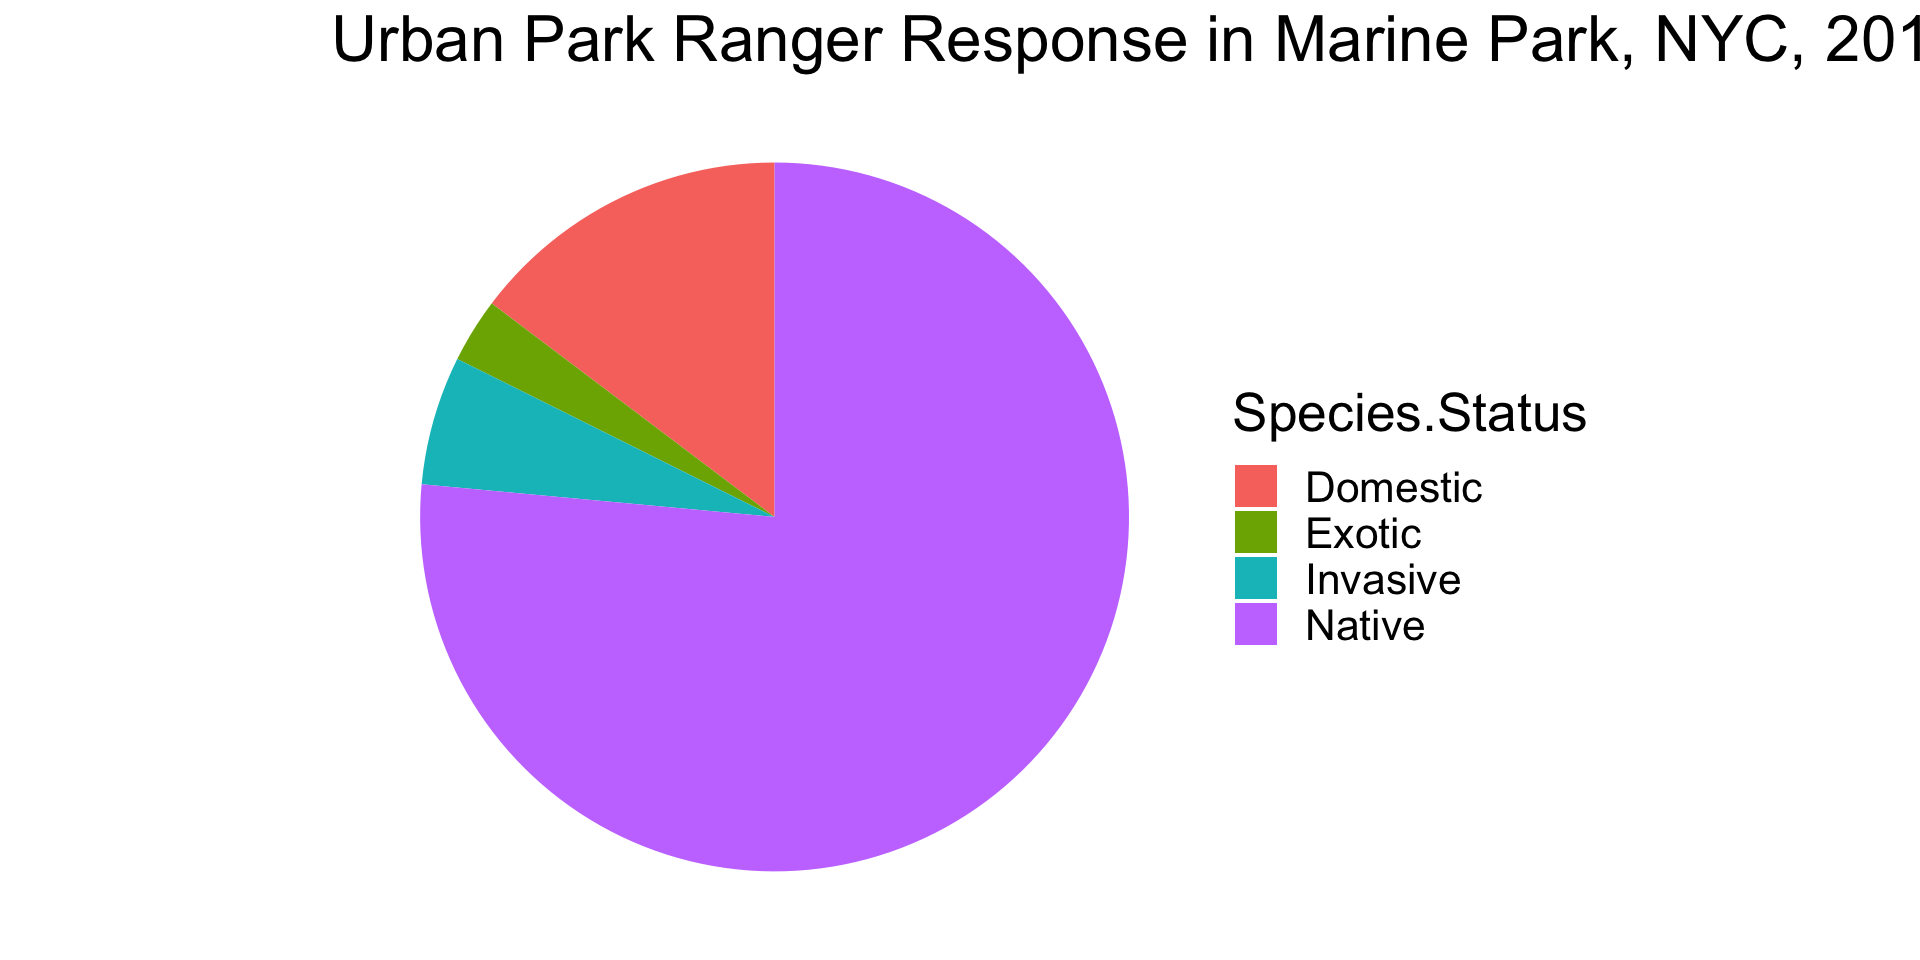 Urban Park Ranger Response in Marine Park, NYC, 201
Species.Status
Domestic
Exotic
Invasive
Native